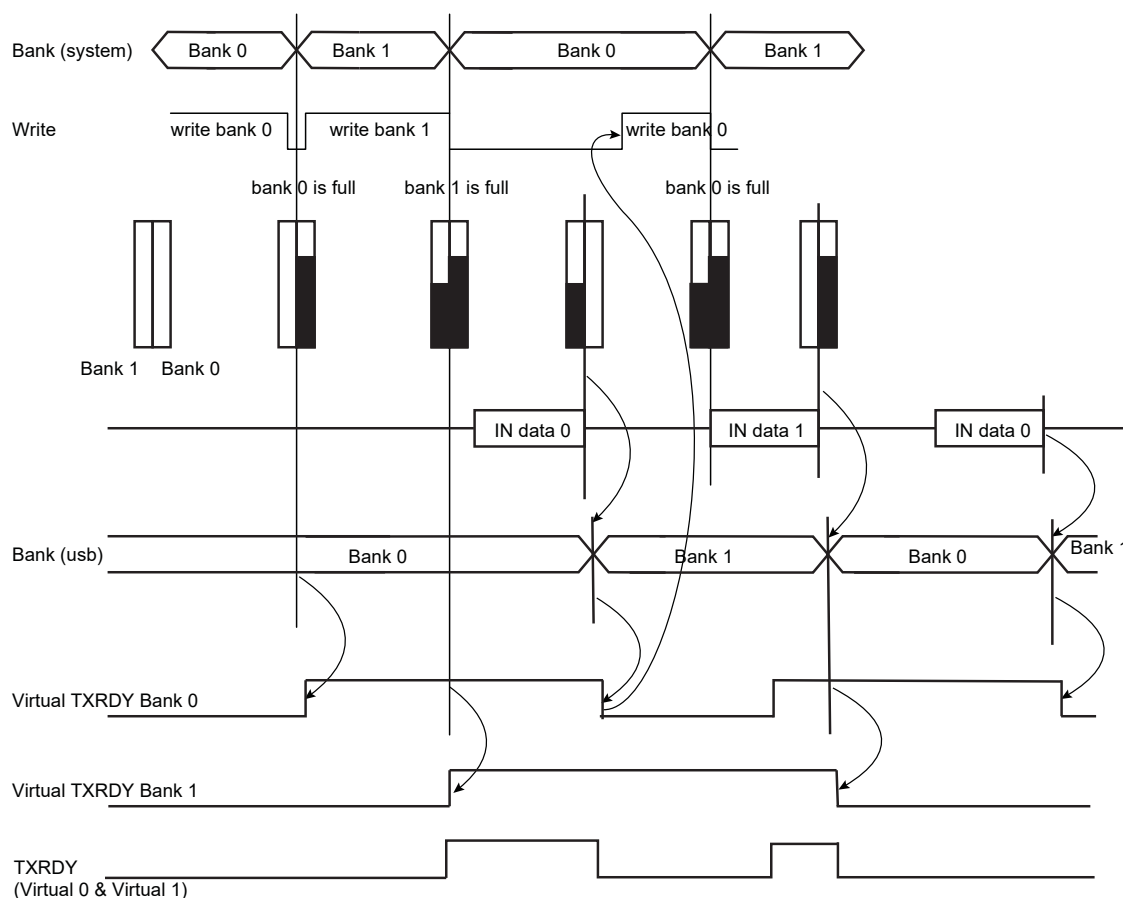 Bank (system)
Bank 0
Bank 1
Bank 0
Bank 1
Write
write bank 0
write bank 1
write bank 0
bank 0 is full
bank 1 is full
bank 0 is full
Bank 1
Bank 0
IN data 0
IN data 1
IN data 0
Bank (usb)
Bank 0
Bank 1
Bank 0
Bank 1
Virtual TXRDY Bank 0
Virtual TXRDY Bank 1
TXRDY
(Virtual 0 & Virtual 1)